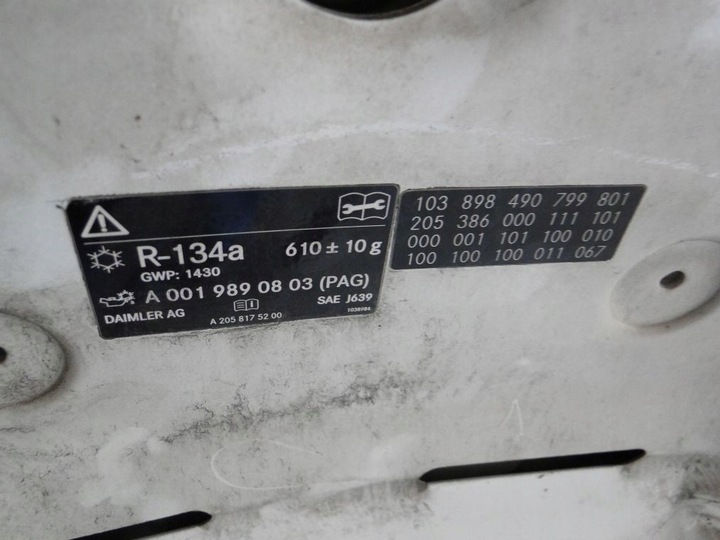 R-134a 610 ± 10 g
GWP: 1430
A 001 989 08 03 (PAG)
DAIMLER AG SAE J639
A 205 817 52 00 1038984
103 898 490 799 801
205 386 000 111 101
000 001 101 100 010
100 100 100 011 067